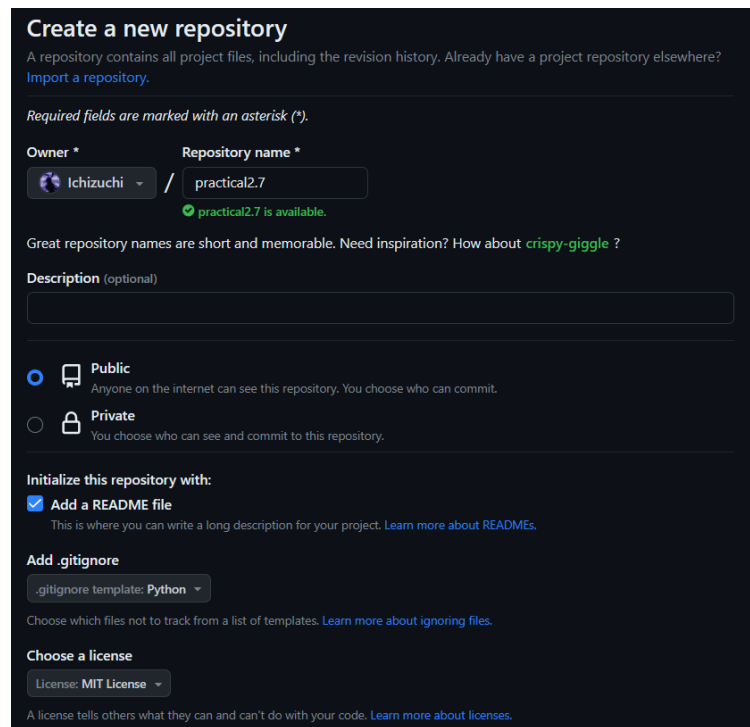 Create a new repository
A repository contains all project files, including the revision history. Already have a project repository elsewhere?
Import a repository.
Required fields are marked with an asterisk (*).
Owner * Repository name *
Ichizuchi / practical2.7
practical2.7 is available.
Great repository names are short and memorable. Need inspiration? How about crispy-giggle ?
Description (optional)
Public
Anyone on the internet can see this repository. You choose who can commit.
Private
You choose who can see and commit to this repository.
Initialize this repository with:
Add a README file
This is where you can write a long description for your project. Learn more about READMEs.
Add .gitignore
.gitignore template: Python
Choose which files not to track from a list of templates. Learn more about ignoring files.
Choose a license
License: MIT License
A license tells others what they can and can't do with your code. Learn more about licenses.